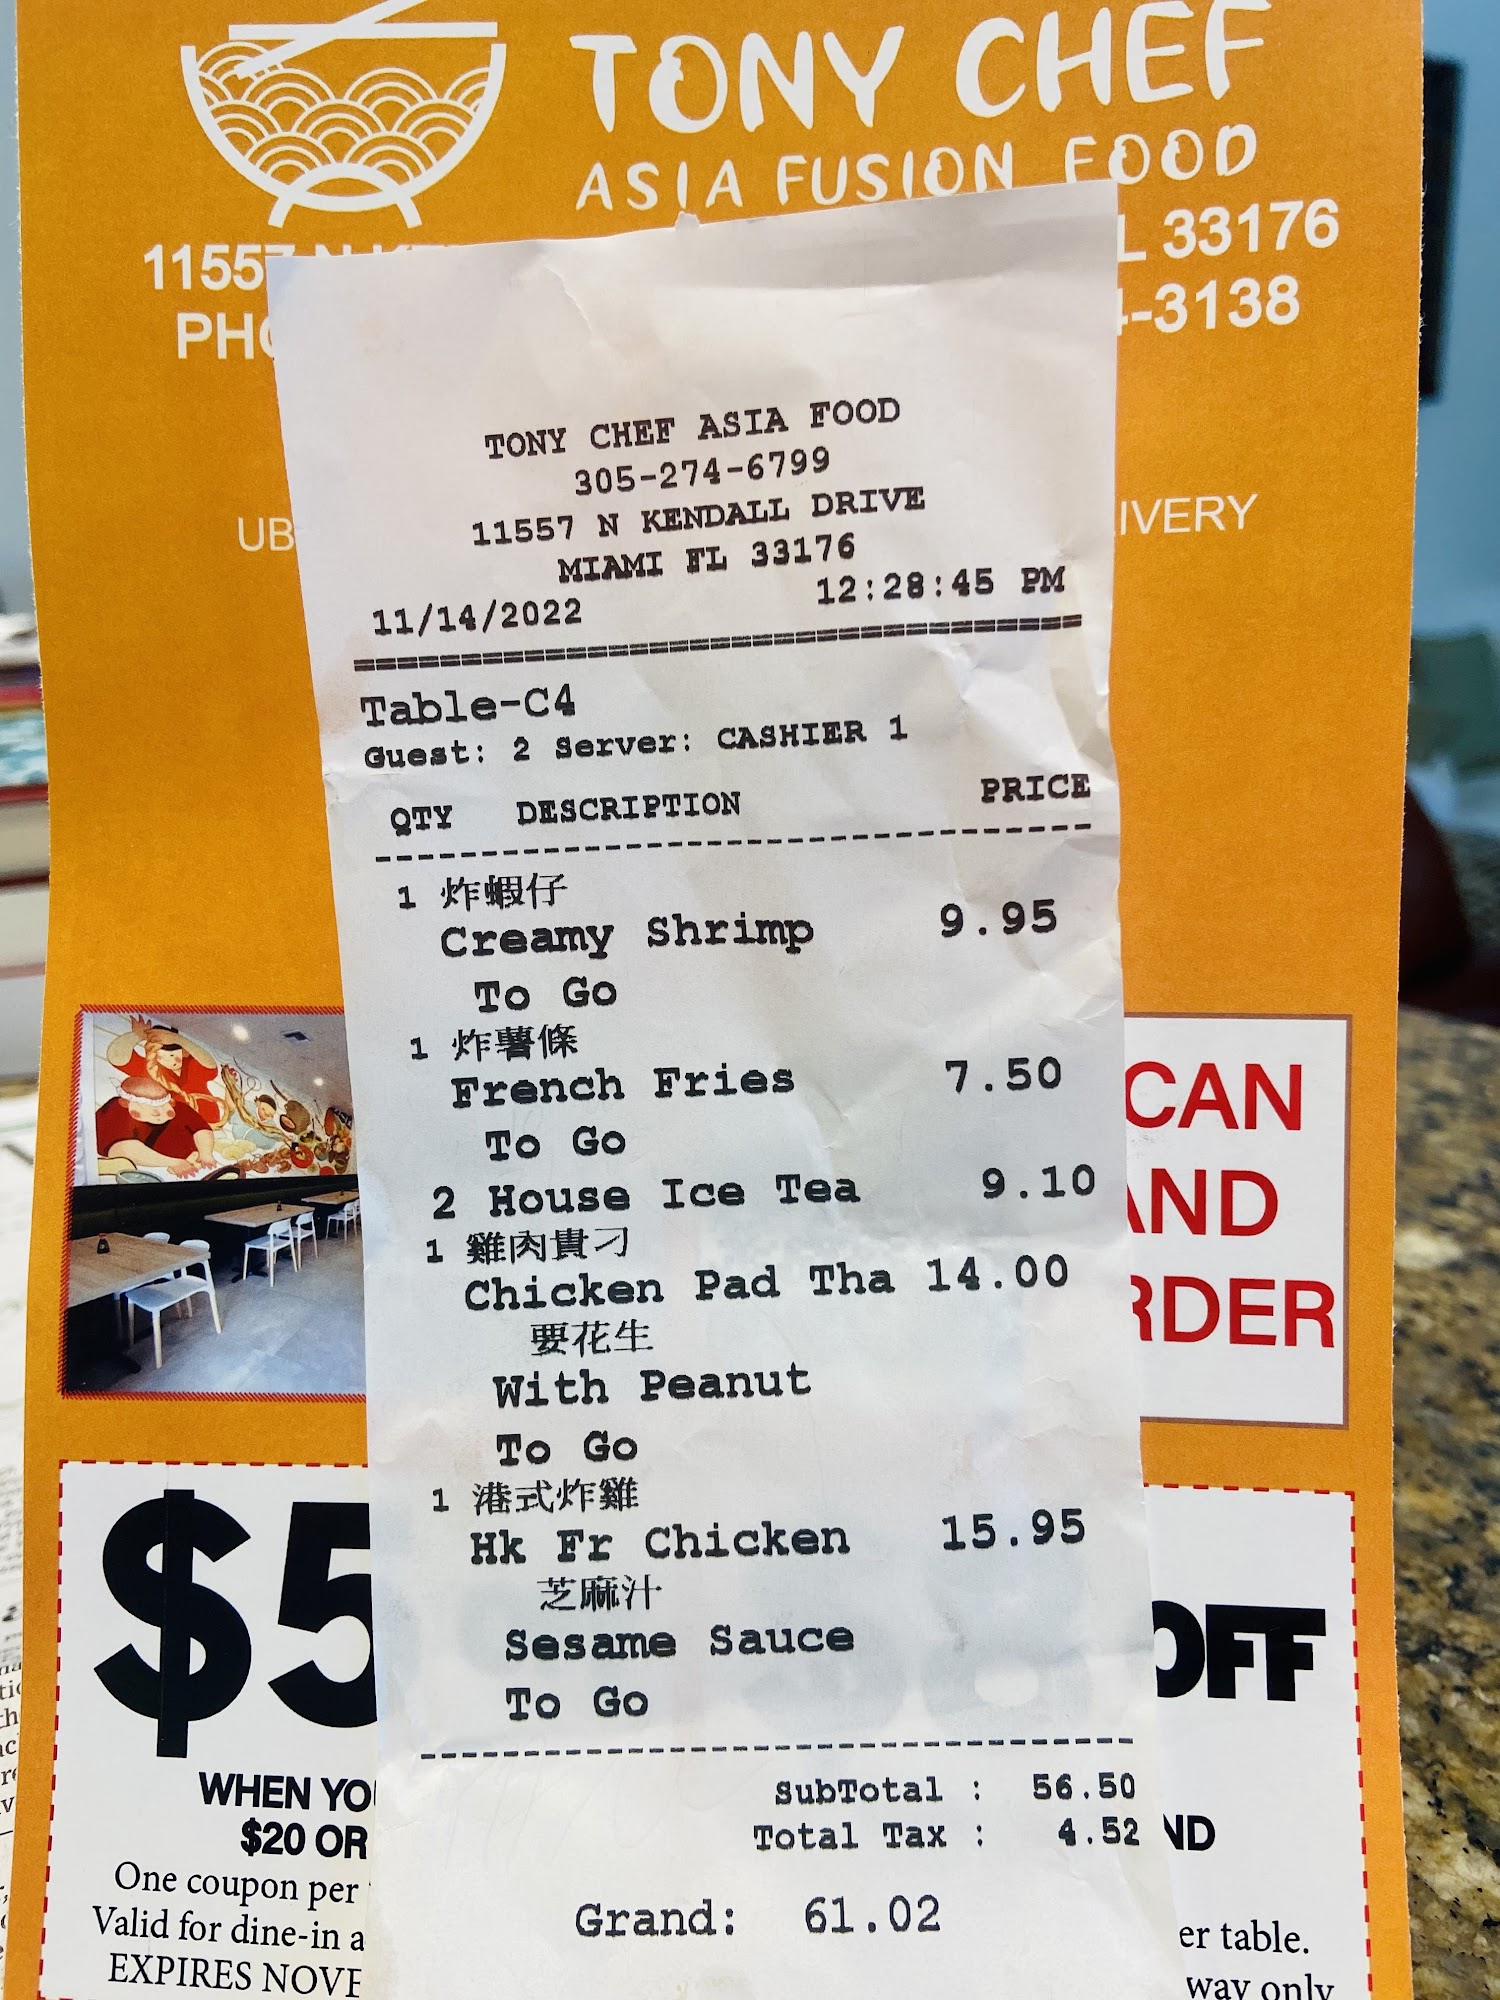 TONY CHEF
ASIA FUSION FOOD
33176
-3138
TONY CHEF ASIA FOOD
305-274-6799
11557 N KENDALL DRIVE
MIAMI FL 33176
11/14/2022 12:28:45 PM
Table-C4
Guest: 2 Server: CASHIER 1
QTY DESCRIPTION PRICE
1 炸蝦仔
Creamy Shrimp 9.95
To Go
1 炸薯條
French Fries 7.50
To Go
2 House Ice Tea 9.10
1 雞肉貴刁
Chicken Pad Tha 14.00
要花生
With Peanut
To Go
1 港式炸雞
Hk Fr Chicken 15.95
芝麻汁
Sesame Sauce
To Go
SubTotal : 56.50
Total Tax : 4.52
Grand: 61.02
CAN
AND
RDER
$5 OFF
WHEN YO
$20 OR ND
One coupon per er table.
Valid for dine-in a way only
EXPIRES NOVE